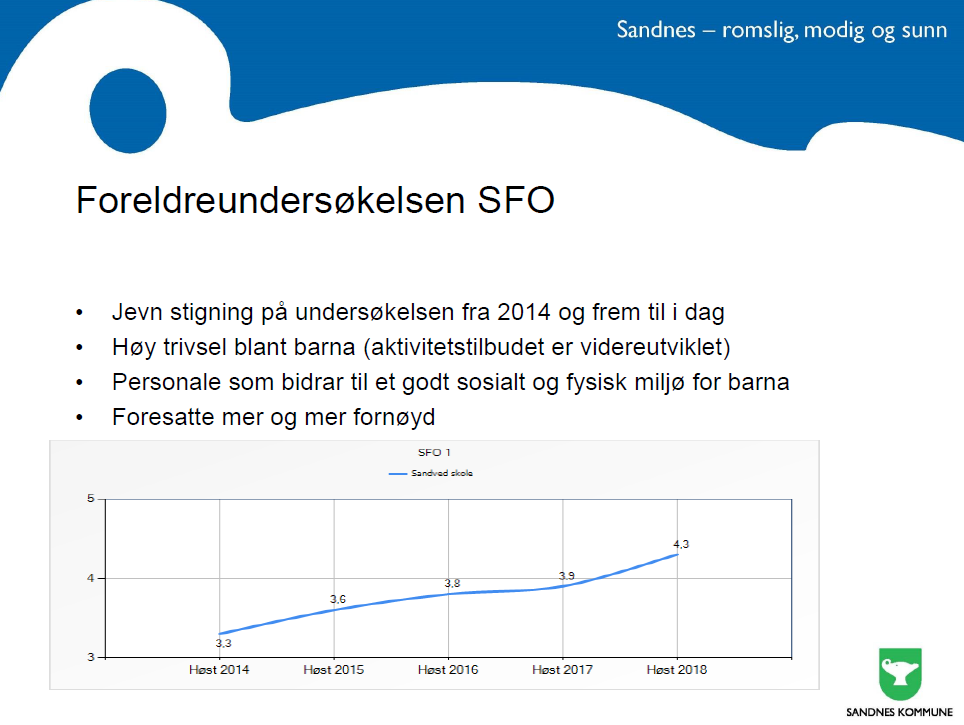 Sandnes – romslig, modig og sunn
Foreldreundersøkelsen SFO
• Jevn stigning på undersøkelsen fra 2014 og frem til i dag
• Høy trivsel blant barna (aktivitetstilbudet er videreutviklet)
• Personale som bidrar til et godt sosialt og fysisk miljø for barna
• Foresatte mer og mer fornøyd
SFO 1
Sandved skole
5
4
3
3,3
3,6
3,8
3,9
4,3
Høst 2014
Høst 2015
Høst 2016
Høst 2017
Høst 2018
SANDNES KOMMUNE